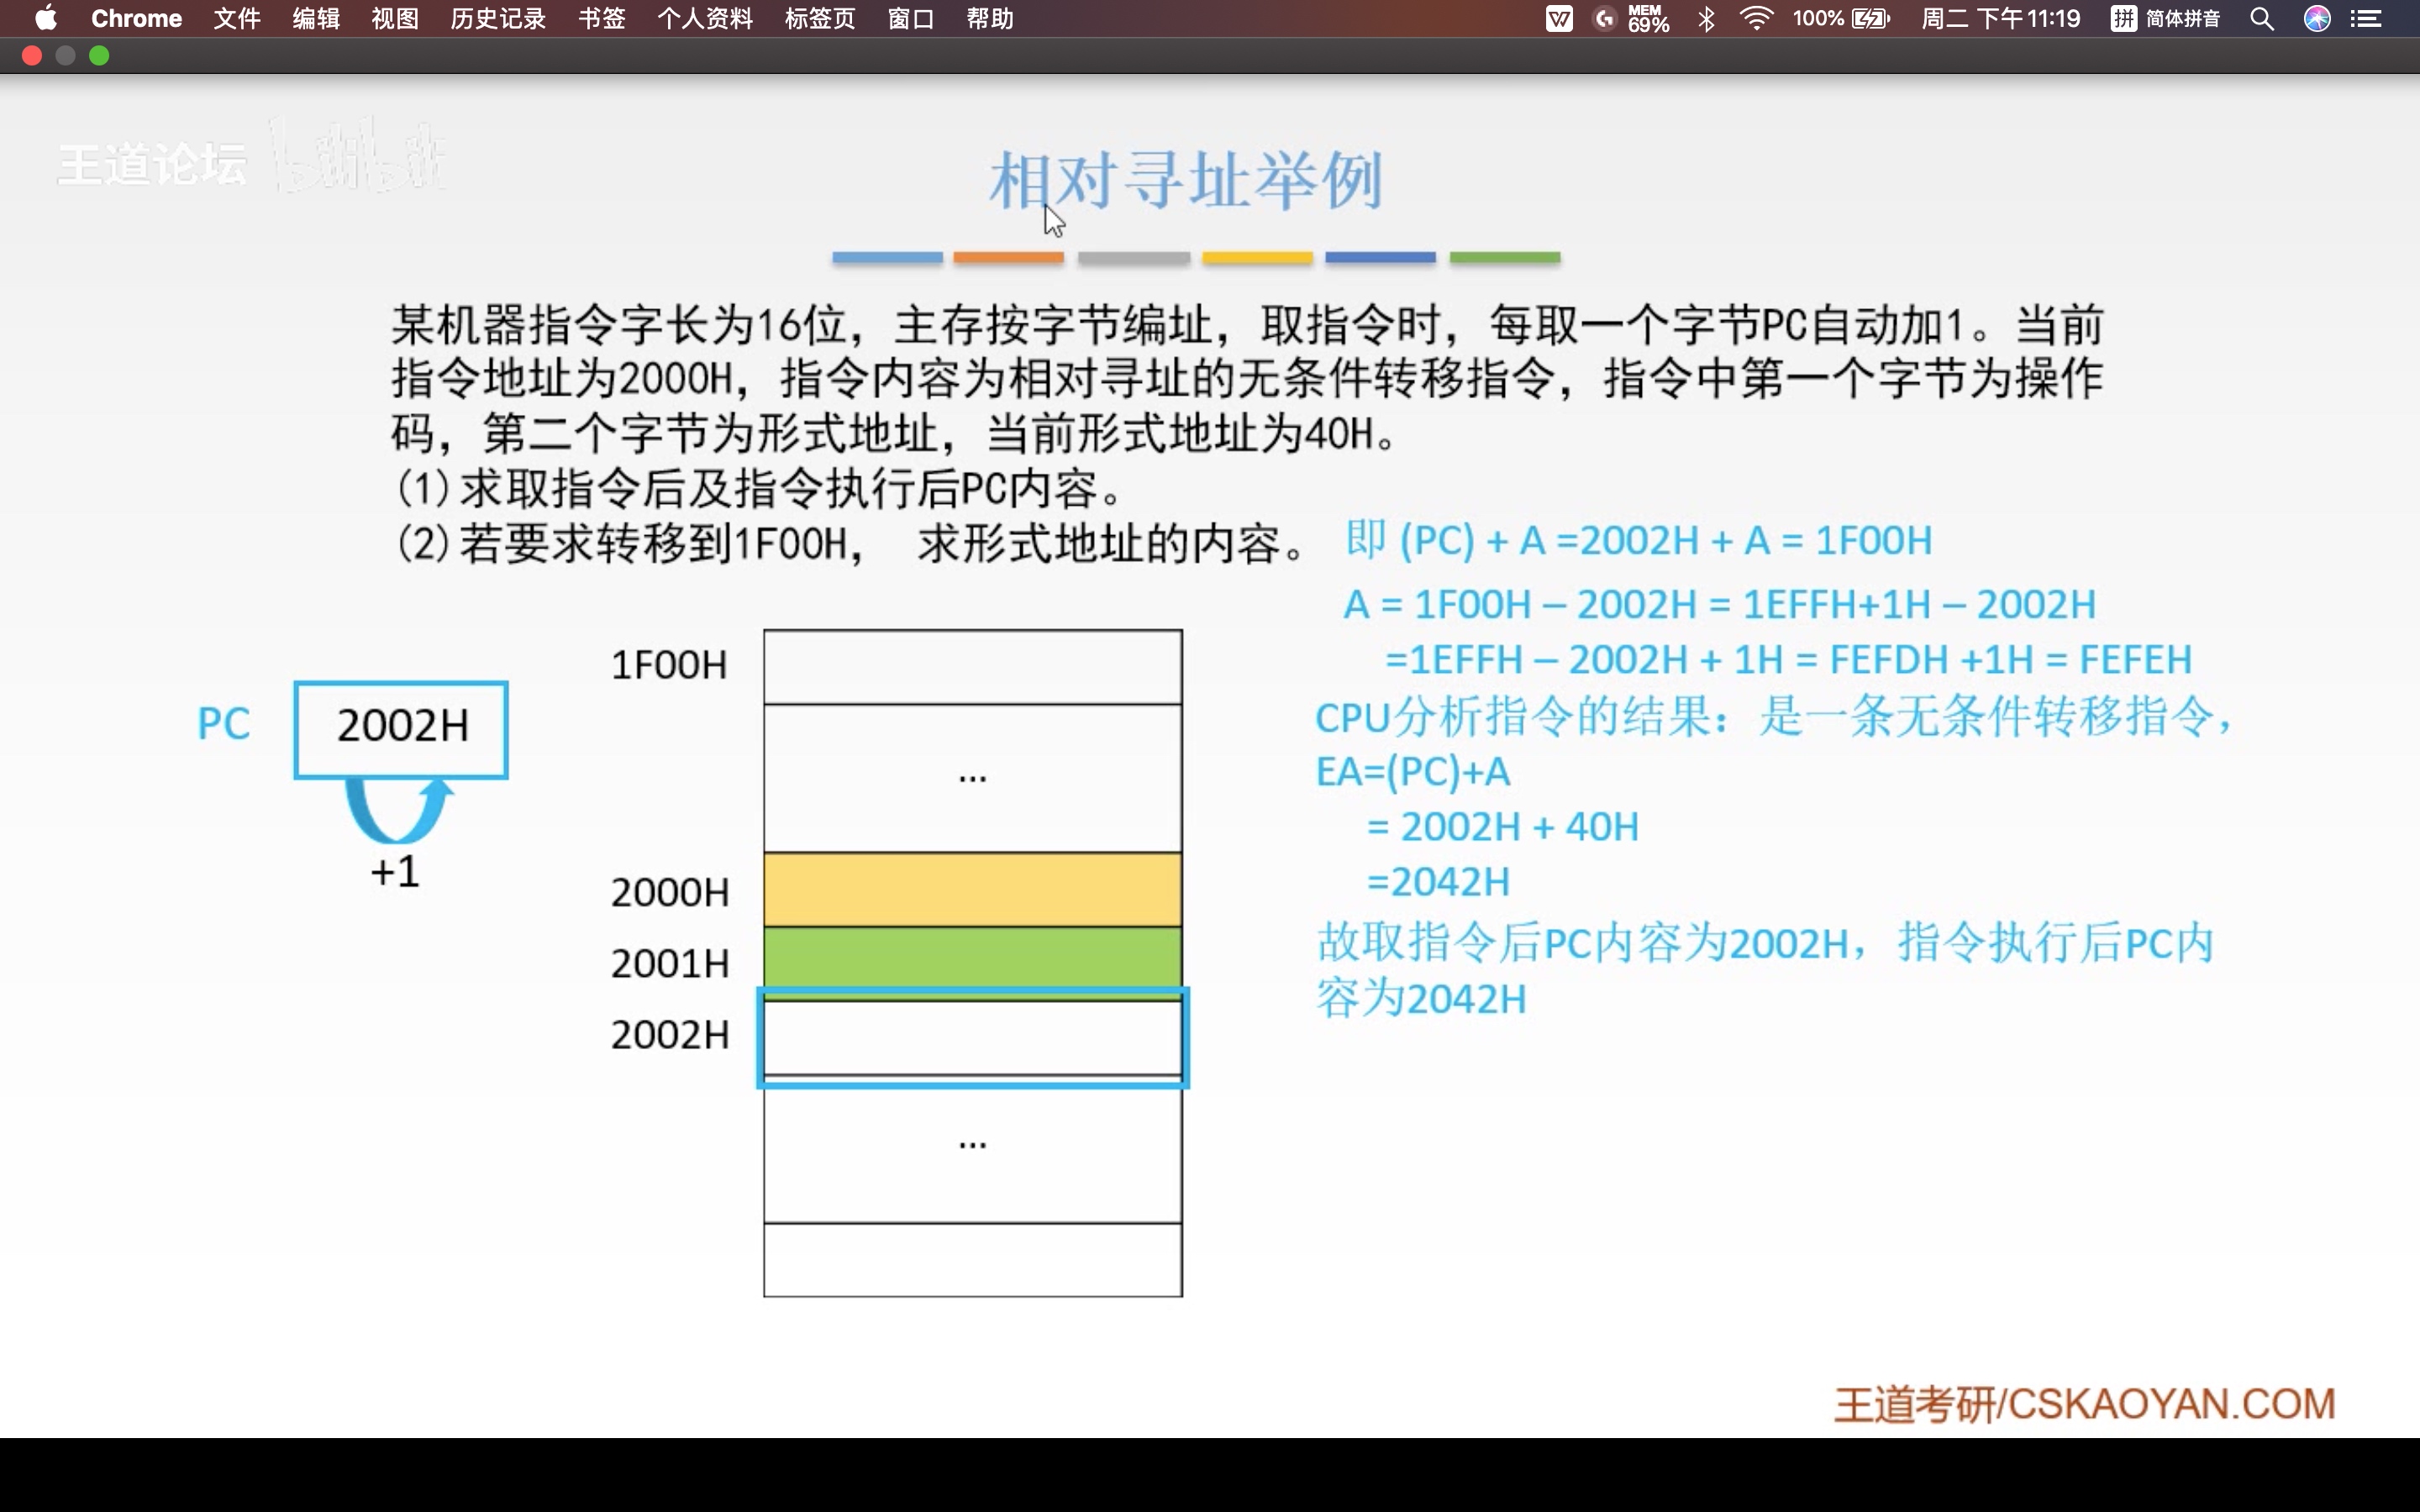 Chrome 文件 编辑 视图 历史记录 书签 个人资料 标签页 窗口 帮助 MEM 69% 100% 周二 下午11:19 拼 简体拼音
王道论坛 bilibili
相对寻址举例
某机器指令字长为16位，主存按字节编址，取指令时，每取一个字节PC自动加1。当前
指令地址为2000H，指令内容为相对寻址的无条件转移指令，指令中第一个字节为操作
码，第二个字节为形式地址，当前形式地址为40H。
(1)求取指令后及指令执行后PC内容。
(2)若要求转移到1F00H， 求形式地址的内容。
即 (PC) + A =2002H + A = 1F00H
A = 1F00H – 2002H = 1EFFH+1H – 2002H
=1EFFH – 2002H + 1H = FEFDH +1H = FEFEH
CPU分析指令的结果：是一条无条件转移指令，
EA=(PC)+A
= 2002H + 40H
=2042H
故取指令后PC内容为2002H，指令执行后PC内
容为2042H
PC 2002H
+1
1F00H
...
2000H
2001H
2002H
...
王道考研/CSKAOYAN.COM